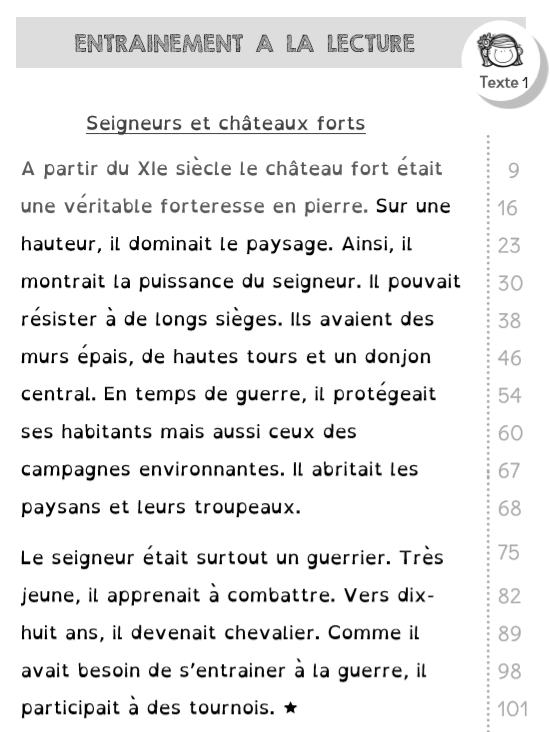 ENTRAINEMENT A LA LECTURE
Texte 1
Seigneurs et châteaux forts
A partir du XIe siècle le château fort était 9
une véritable forteresse en pierre. Sur une 16
hauteur, il dominait le paysage. Ainsi, il 23
montrait la puissance du seigneur. Il pouvait 30
résister à de longs sièges. Ils avaient des 38
murs épais, de hautes tours et un donjon 46
central. En temps de guerre, il protégeait 54
ses habitants mais aussi ceux des 60
campagnes environnantes. Il abritait les 67
paysans et leurs troupeaux. 68
Le seigneur était surtout un guerrier. Très 75
jeune, il apprenait à combattre. Vers dix- 82
huit ans, il devenait chevalier. Comme il 89
avait besoin de s'entrainer à la guerre, il 98
participait à des tournois. ★ 101